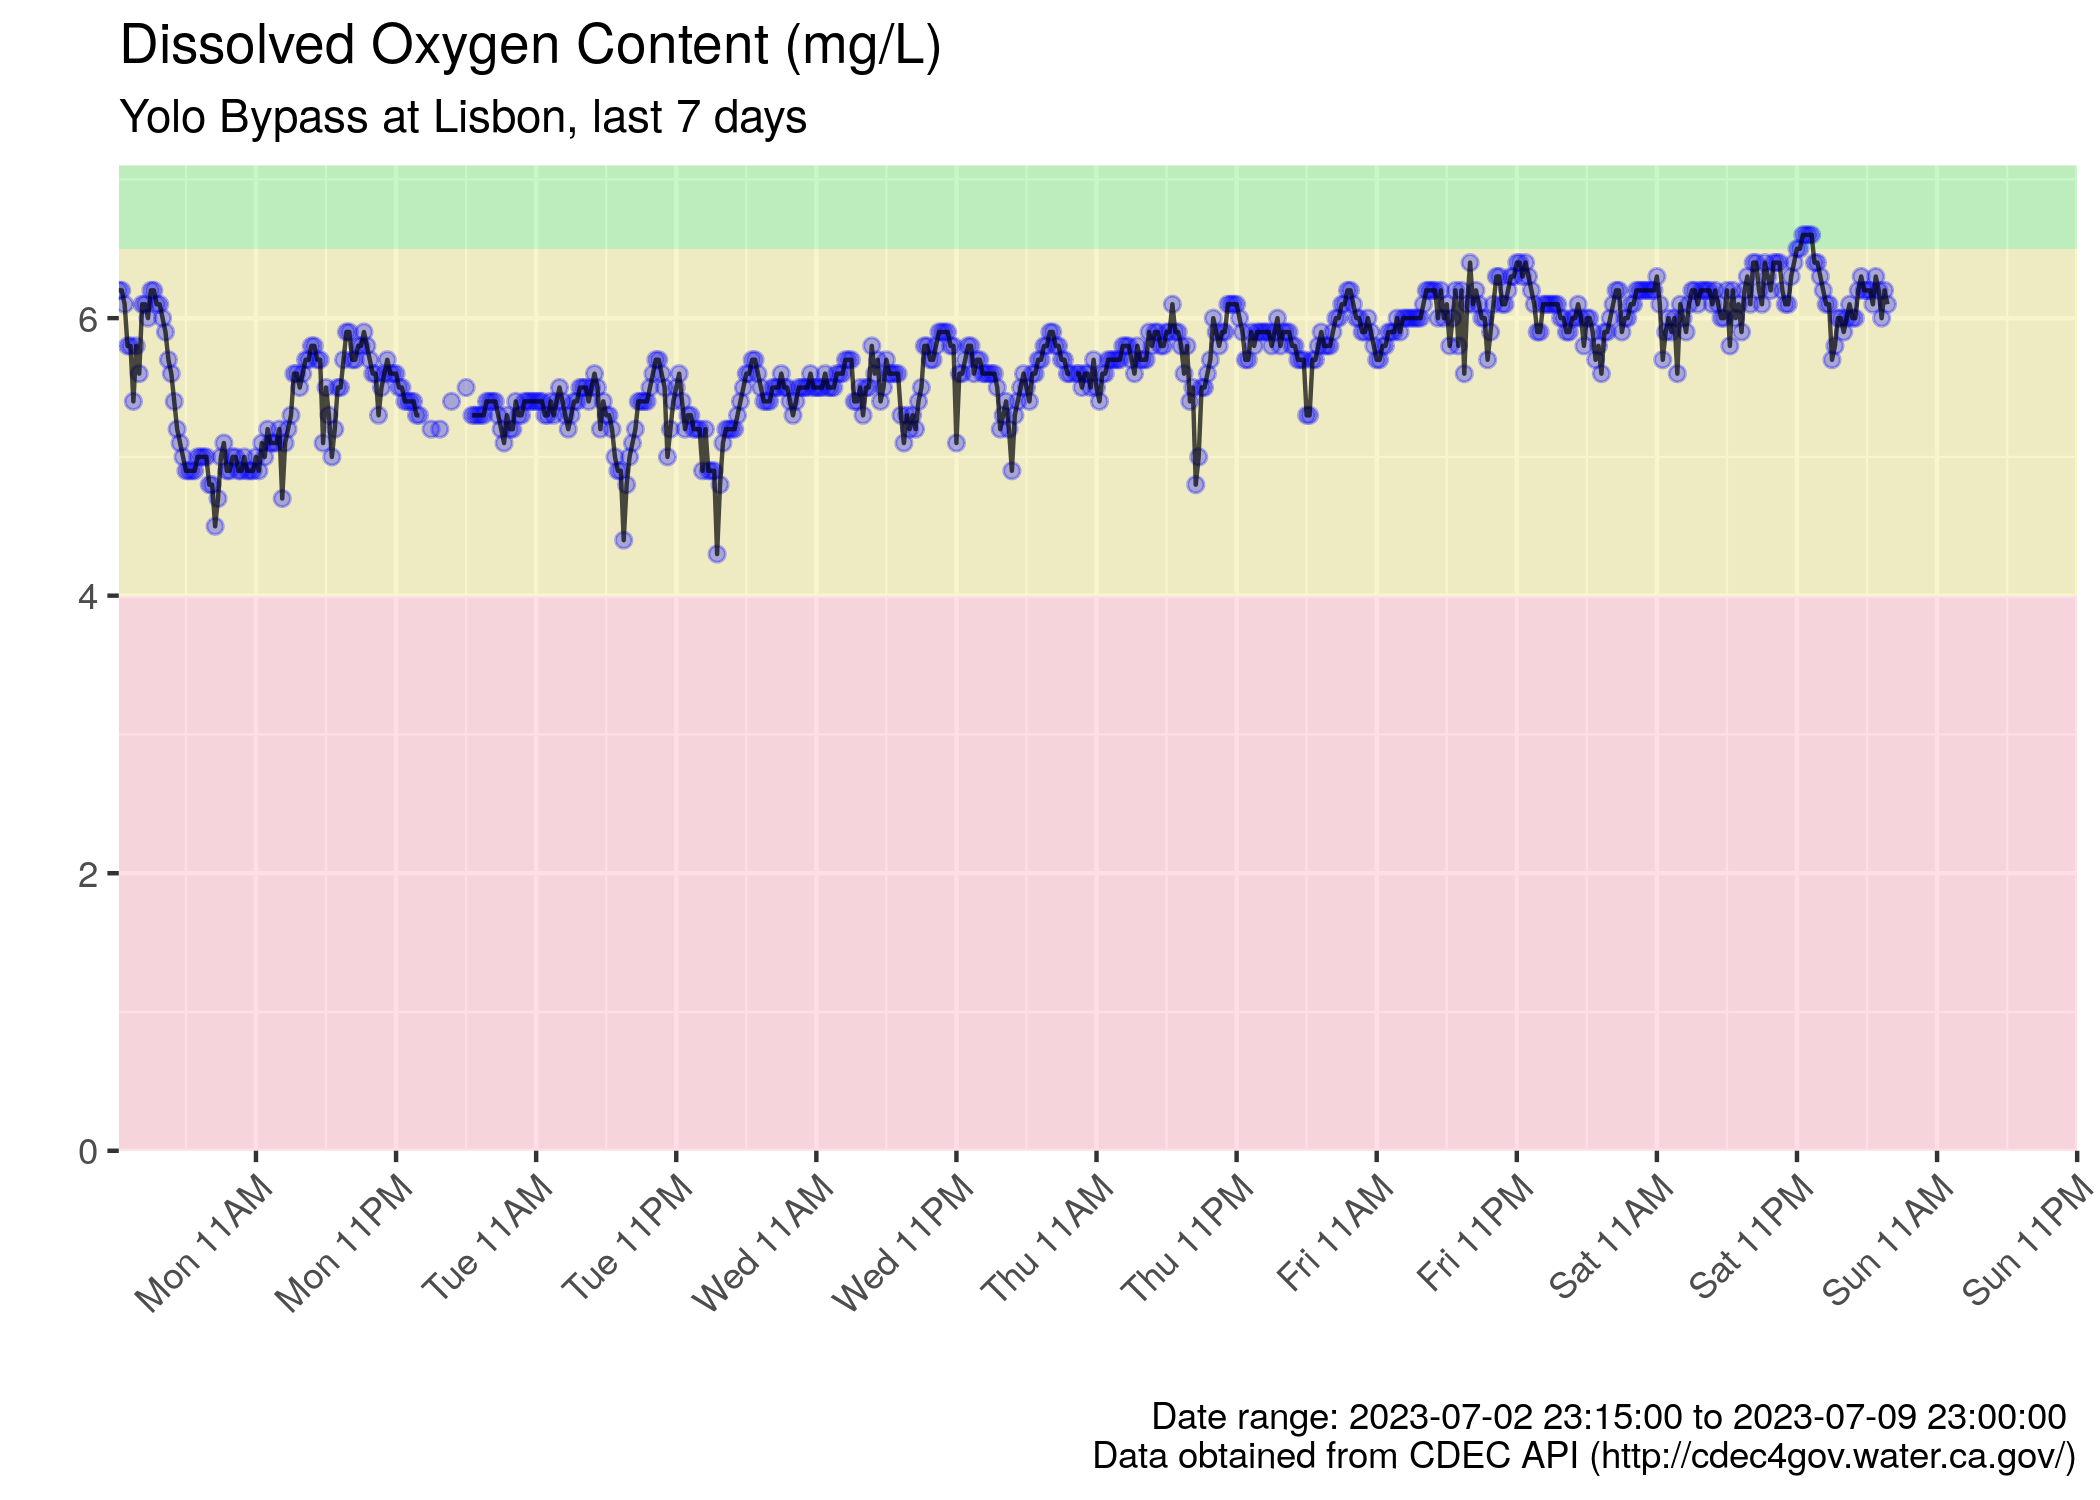 Dissolved Oxygen Content (mg/L)
Yolo Bypass at Lisbon, last 7 days
6
4
2
0
Mon 11AM
Mon 11PM
Tue 11AM
Tue 11PM
Wed 11AM
Wed 11PM
Thu 11AM
Thu 11PM
Fri 11AM
Fri 11PM
Sat 11AM
Sat 11PM
Sun 11AM
Sun 11PM
Date range: 2023-07-02 23:15:00 to 2023-07-09 23:00:00
Data obtained from CDEC API (http://cdec4gov.water.ca.gov/)